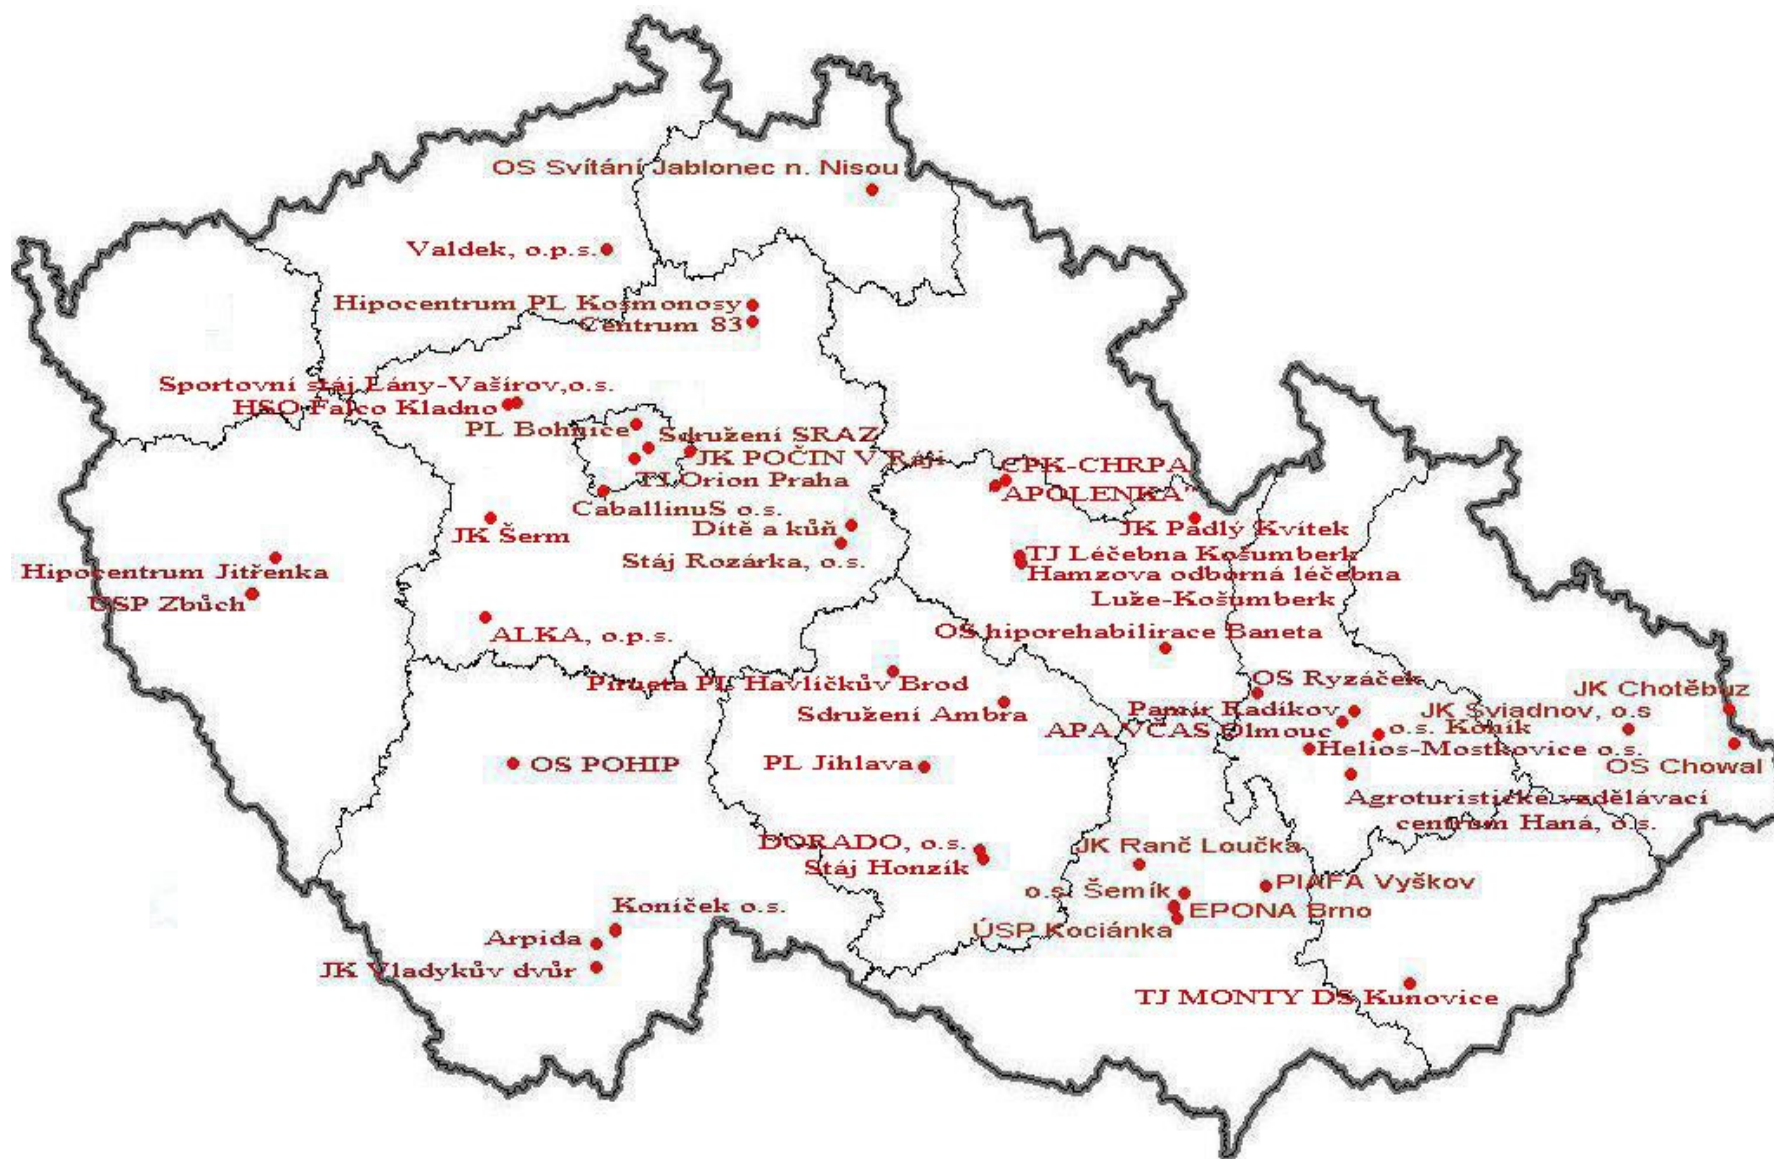 OS Svítání Jablonec n. Nisou
Valdek, o.p.s.
Hipocentrum PL Kosmonosy
Centrum 83
Sportovní stáj Lány-Vašírov,o.s.
HSO Falco Kladno
PL Bohnice
Sdružení SRAZ
JK POČIN V Ráji
TJ Orion Praha
CaballinuS o.s.
CPK-CHRPA
APOLENKA"
JK Šerm
Dítě a kůň
JK Padlý Kvítek
Stáj Rozárka, o.s.
TJ Léčebna Košumberk
Hamzova odborná léčebna
Luže-Košumberk
Hipocentrum Jitřenka
USP Zbůch
ALKA, o.p.s.
OS hiporehabilirace Baneta
Pirueta PL Havlíčkův Brod
OS Ryzáček
JK Chotěbuz
Sdružení Ambra
Pamír Radíkov
JK Sviadnov, o.s
APA VČAS Olmouc
o.s. Koník
Helios-Mostkovice o.s.
OS POHIP
PL Jihlava
OS Chowal
Agroturistické vzdělávací
centrum Haná, o.s.
DORADO, o.s.
JK Ranč Loučka
Stáj Honzík
o.s. Šemík
PIAFA Vyškov
Koníček o.s.
EPONA Brno
Arpida
ÚSP Kociánka
JK Vladykův dvůr
TJ MONTY DS Kunovice